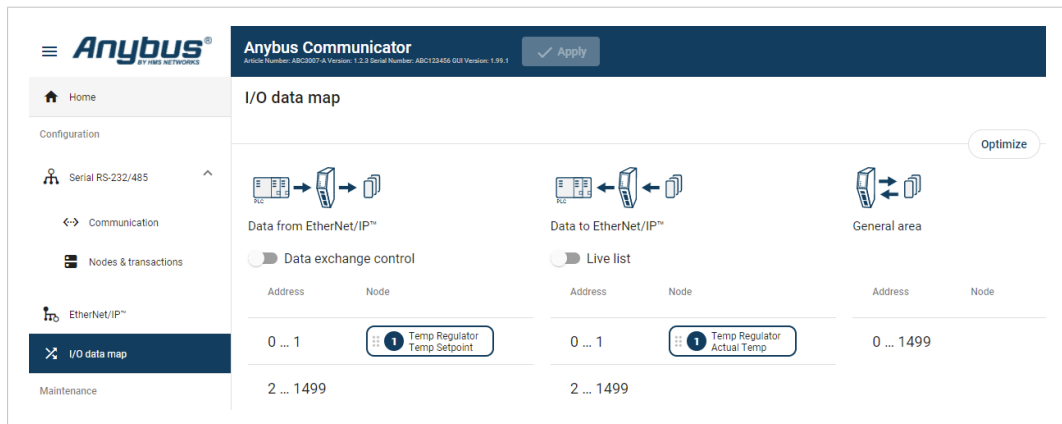 Anybus®
BY HMS NETWORKS
Anybus Communicator
Article Number: ABC3007-A Version: 1.2.3 Serial Number: ABC123456 GUI Version: 1.99.1
Apply
Home
Configuration
Serial RS-232/485
Communication
Nodes & transactions
EtherNet/IP™
I/O data map
Maintenance
I/O data map
Optimize
PLC
Data from EtherNet/IP™
Data exchange control
Address Node
0 ... 1
1
Temp Regulator
Temp Setpoint
2 ... 1499
PLC
Data to EtherNet/IP™
Live list
Address Node
0 ... 1
1
Temp Regulator
Actual Temp
2 ... 1499
General area
Address Node
0 ... 1499